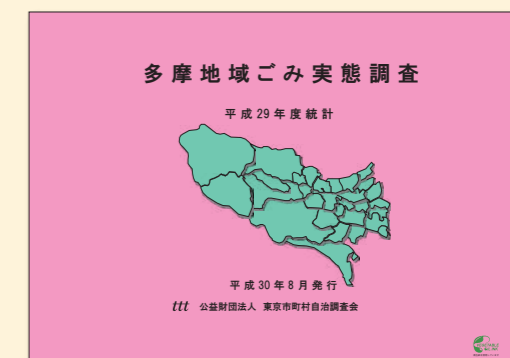 多摩地域ごみ実態調査
平成29年度統計
平成30年8月発行
ttt 公益財団法人 東京市町村自治調査会